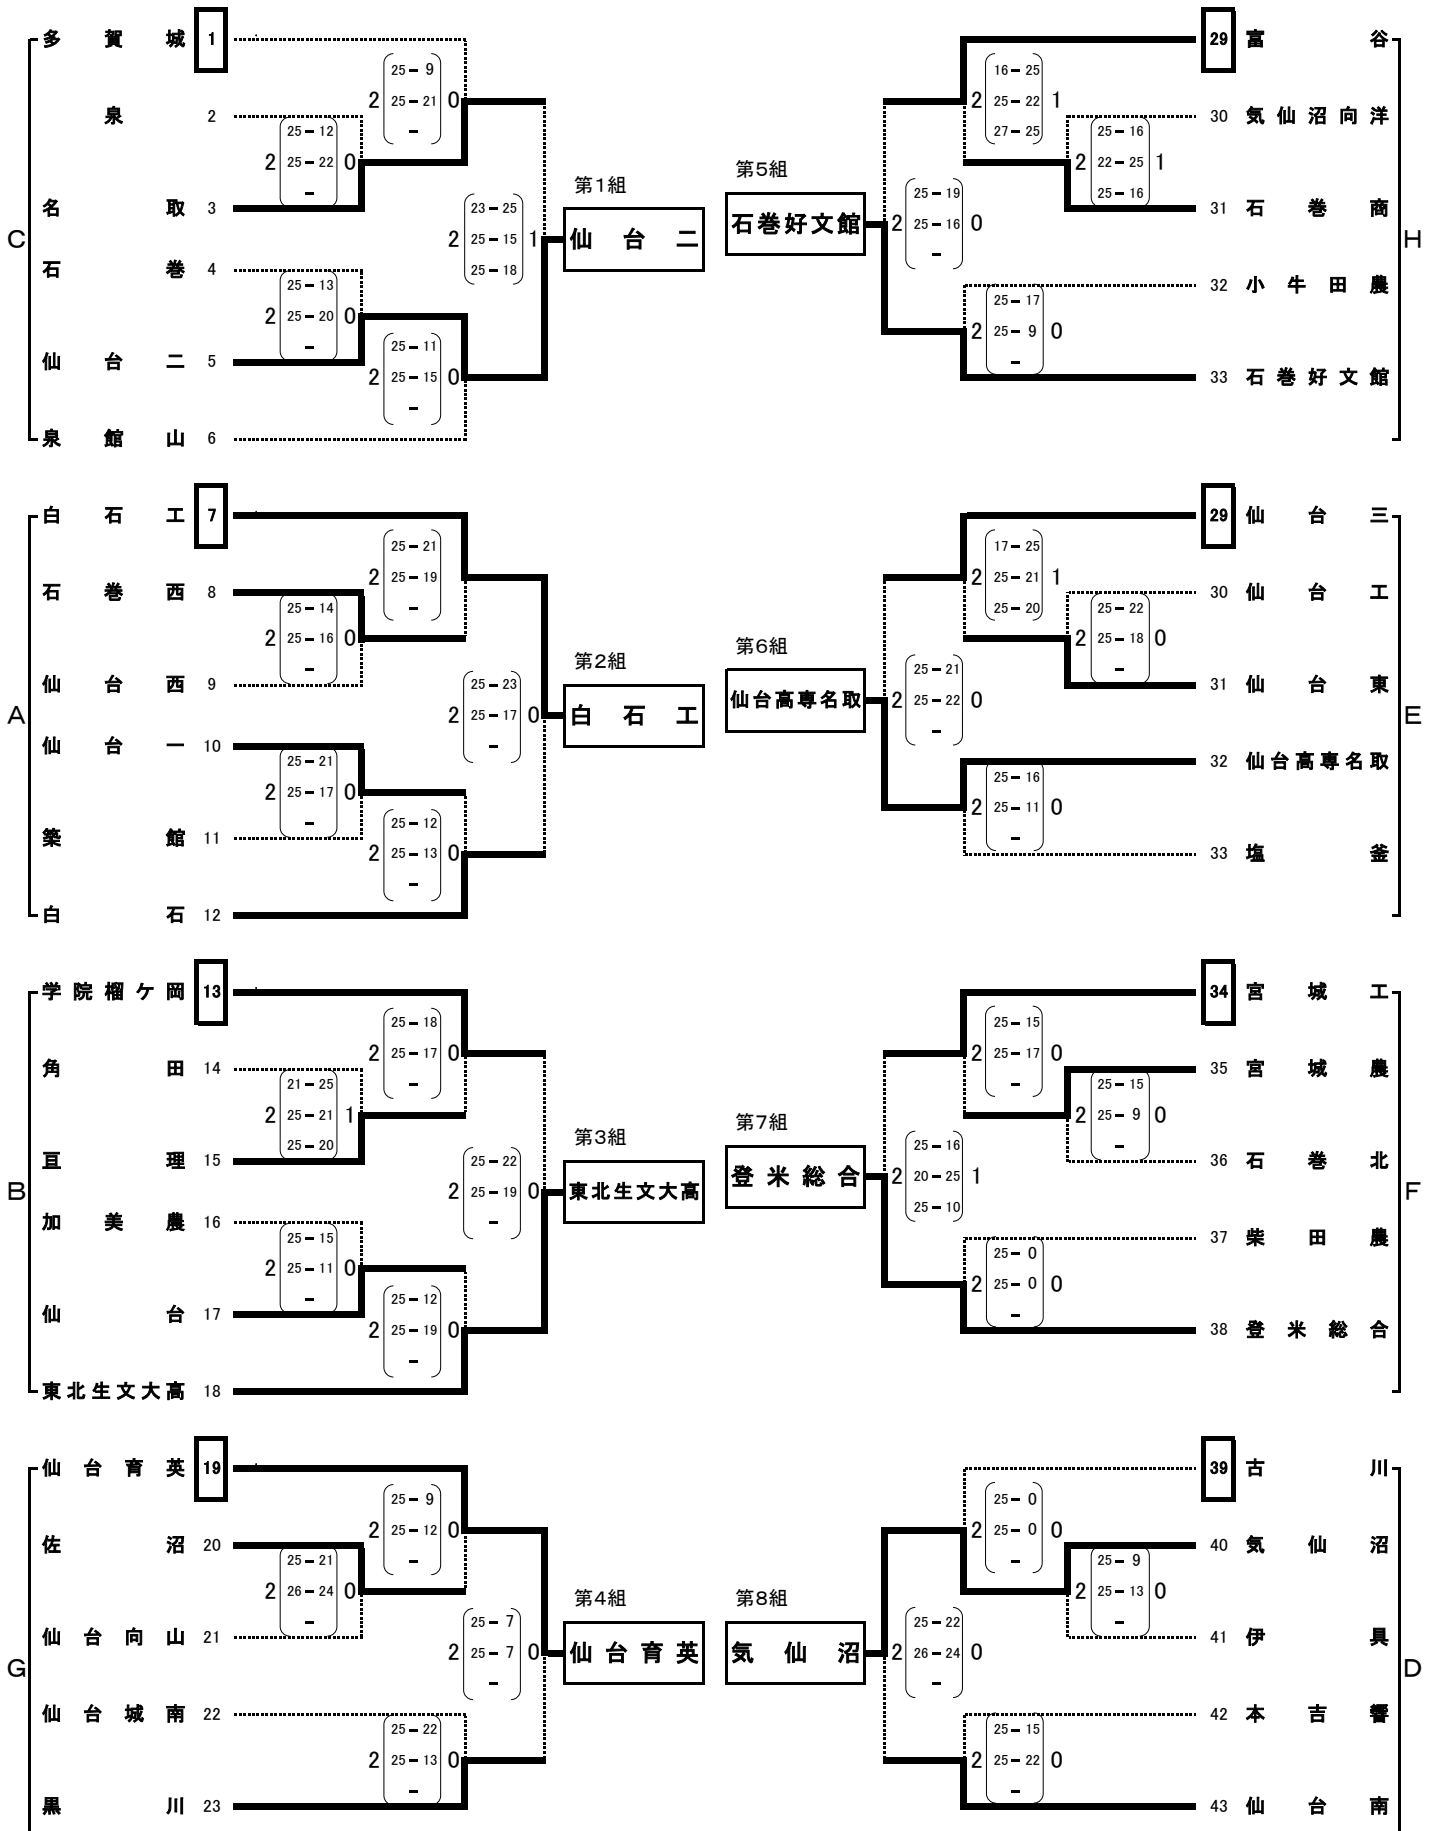 多賀城 1
25-9
2 25-21 0
-
泉 2
25-12
2 25-22 0
-
名取 3
第1組
23-25
2 25-15 1
25-18
仙台二
C
石巻 4
25-13
2 25-20 0
-
仙台二 5
25-11
2 25-15 0
-
泉館山 6
白石工 7
25-21
2 25-19
-
石巻西 8
25-14
2 25-16 0
-
仙台西 9
第2組
25-23
2 25-17 0
-
白石工
A
仙台一 10
25-21
2 25-17 0
-
築館 11
25-12
2 25-13 0
-
白石 12
学院榴ケ岡 13
25-18
2 25-17 0
-
角田 14
21-25
2 25-21 1
25-20
亘理 15
第3組
25-22
2 25-19 0
-
東北生文大高
B
加美農 16
25-15
2 25-11 0
-
仙台 17
25-12
2 25-19 0
-
東北生文大高 18
仙台育英 19
25-9
2 25-12 0
-
佐沼 20
25-21
2 26-24 0
-
仙台向山 21
第4組
25-7
2 25-7 0
-
仙台育英
G
仙台城南 22
25-22
2 25-13 0
-
黒川 23
29 富谷
16-25
2 25-22 1
27-25
30 気仙沼向洋
25-16
2 22-25 1
25-16
31 石巻商
第5組
石巻好文館
25-19
2 25-16 0
-
H
32 小牛田農
25-17
2 25-9 0
-
33 石巻好文館
29 仙台三
17-25
2 25-21 1
25-20
30 仙台工
25-22
2 25-18 0
-
31 仙台東
第6組
仙台高専名取
25-21
2 25-22 0
-
E
32 仙台高専名取
25-16
2 25-11 0
-
33 塩釜
34 宮城工
25-15
2 25-17 0
-
35 宮城農
25-15
2 25-9 0
-
36 石巻北
第7組
登米総合
25-16
2 20-25 1
25-10
F
37 柴田農
25-0
2 25-0 0
-
38 登米総合
39 古川
25-0
2 25-0 0
-
40 気仙沼
25-9
2 25-13 0
-
41 伊具
第8組
気仙沼
25-22
2 26-24 0
-
D
42 本吉響
25-15
2 25-22 0
-
43 仙台南